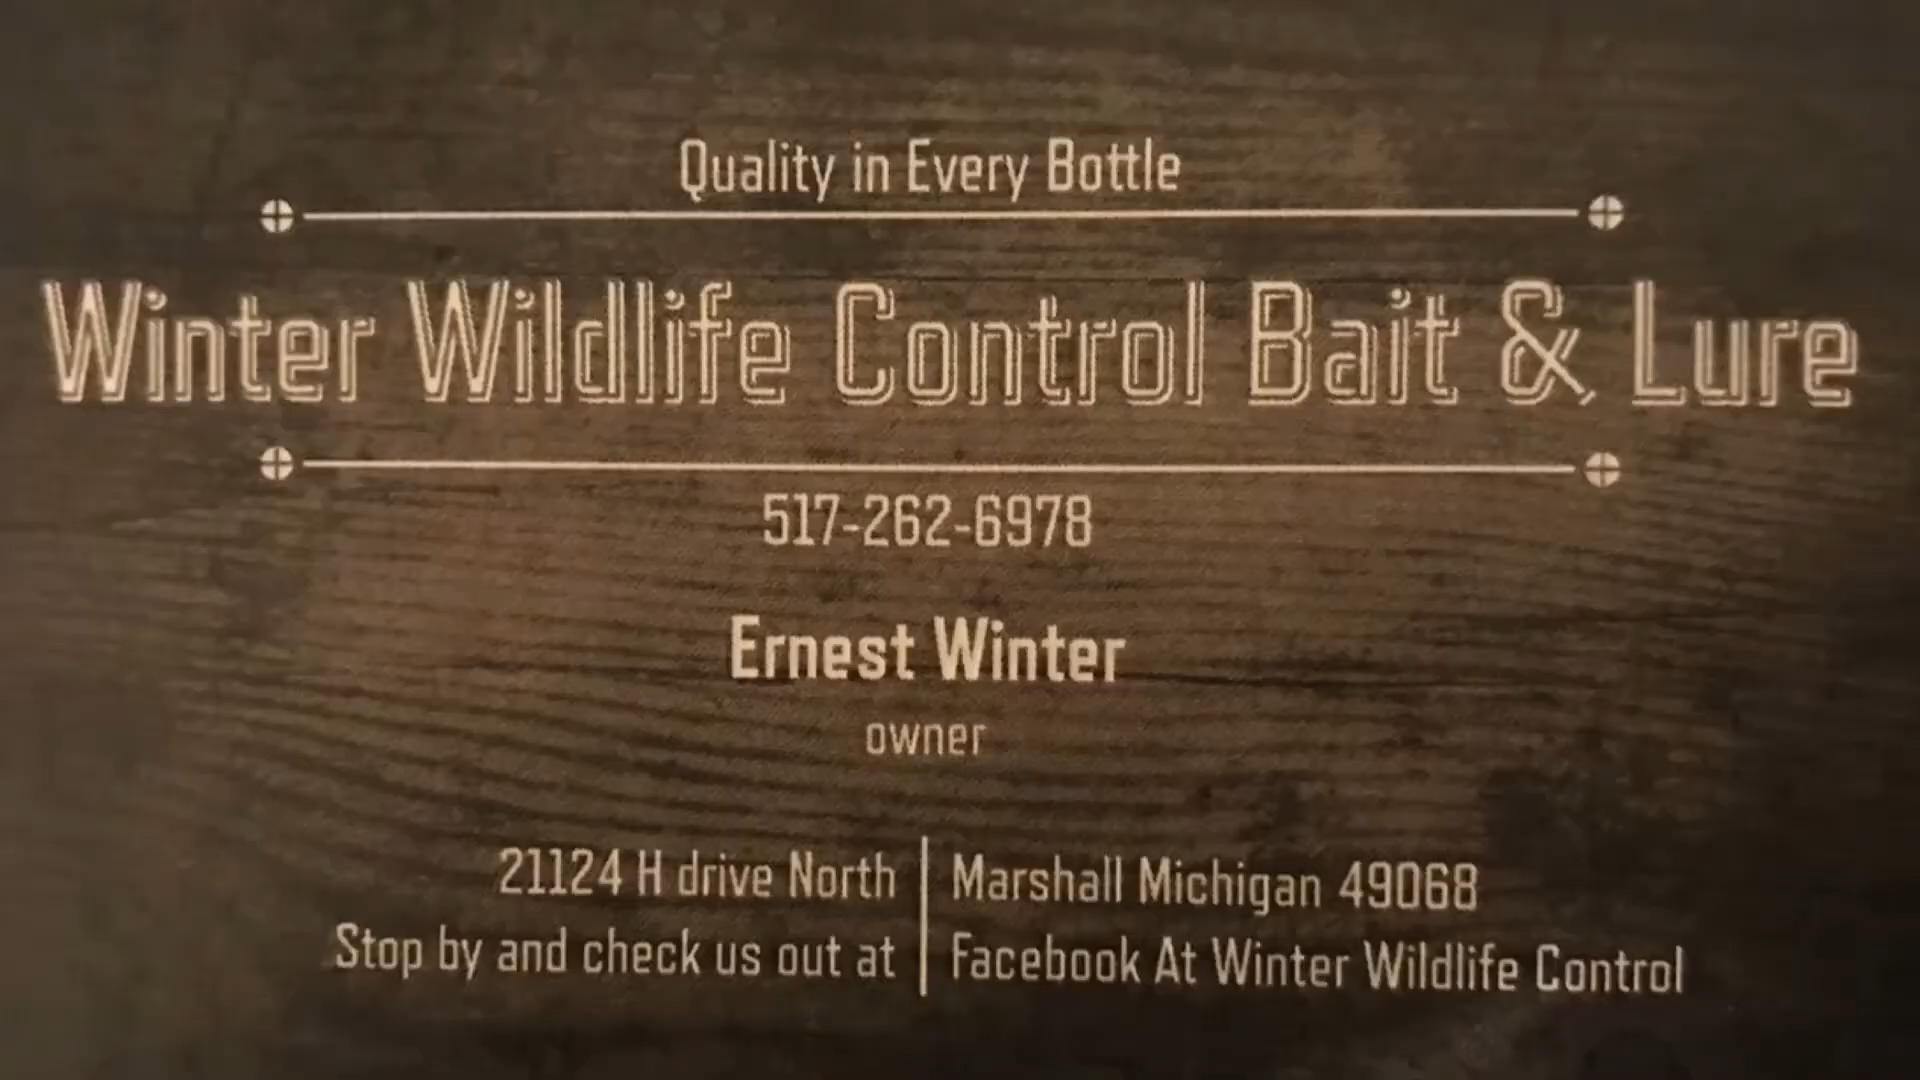 Quality in Every Bottle
Winter Wildlife Control Bait & Lure
517-262-6978
Ernest Winter
owner
21124 H drive North
Stop by and check us out at
Marshall Michigan 49068
Facebook At Winter Wildlife Control